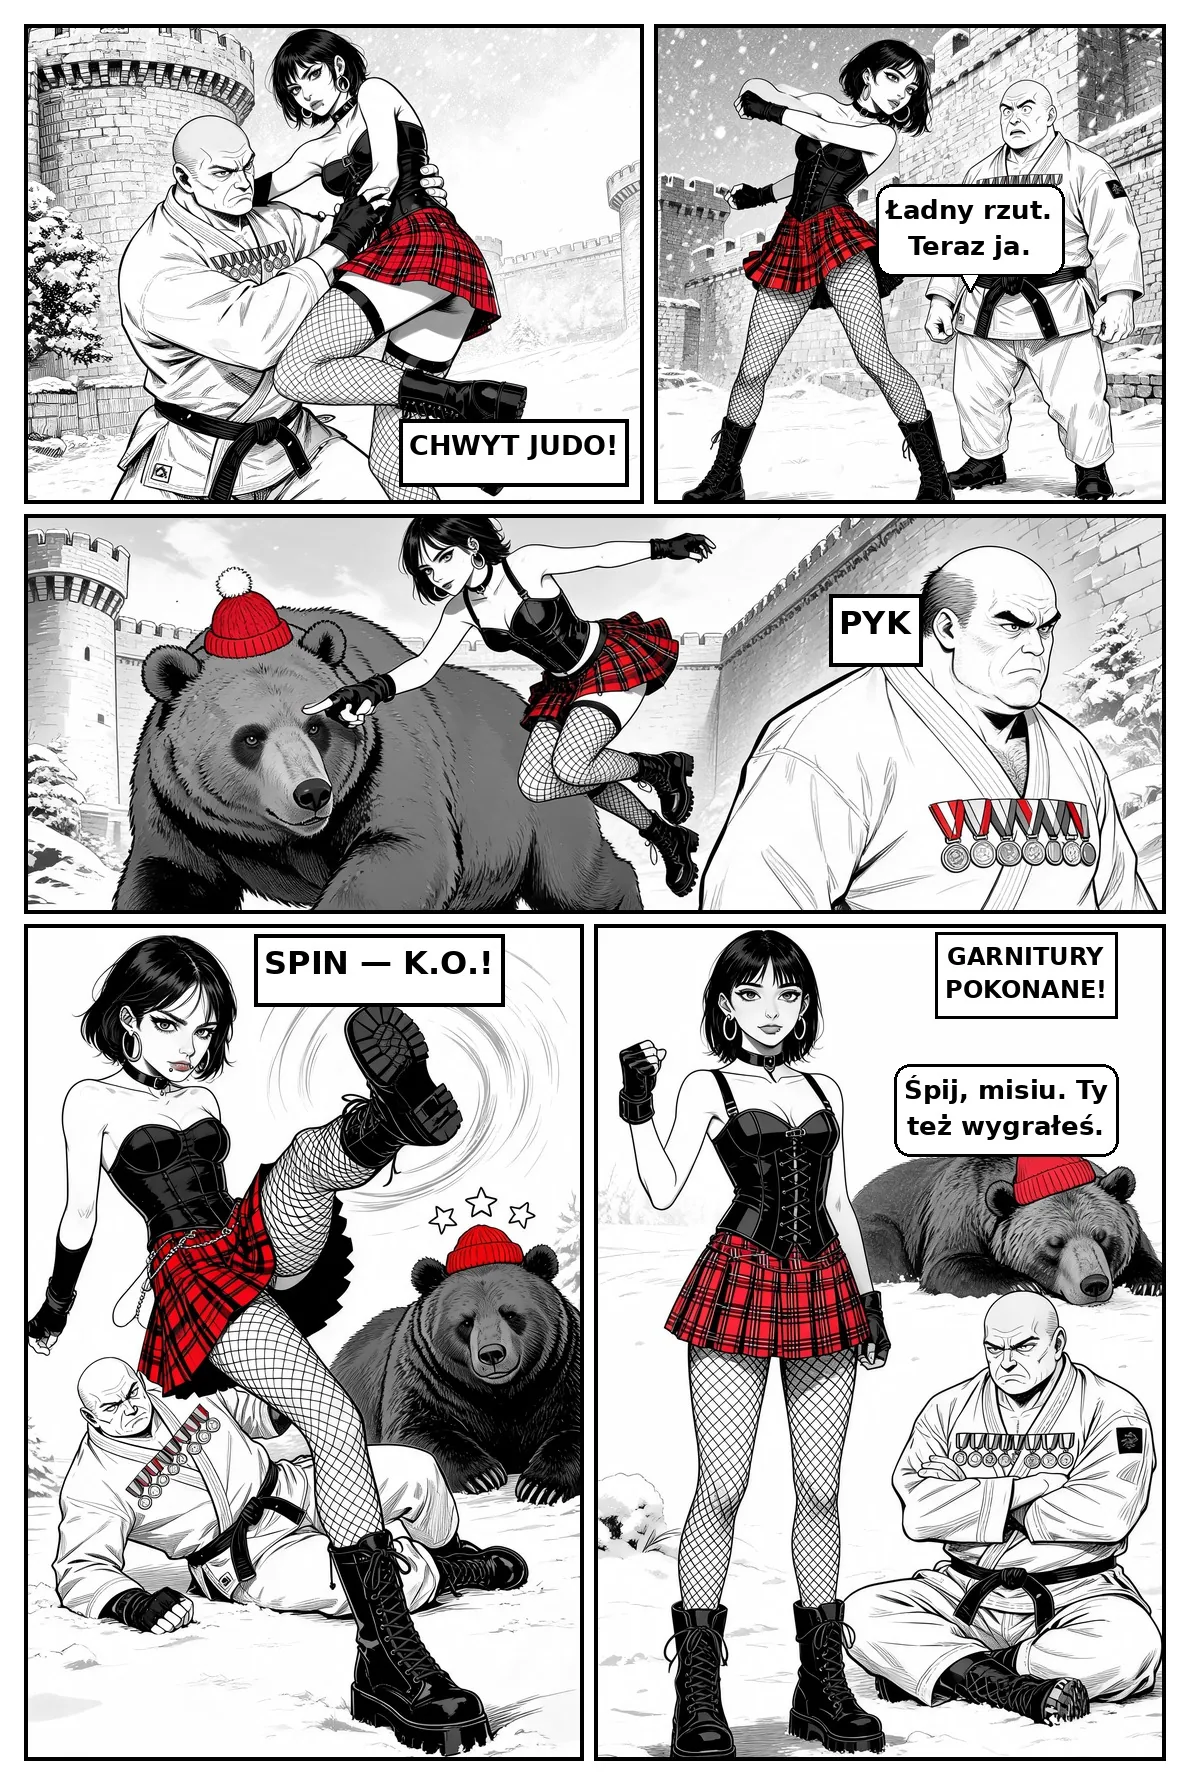 CHWYT JUDO!
Ładny rzut.
Teraz ja.
PYK
SPIN — K.O.!
GARNITURY
POKONANE!
Śpij, misiu. Ty
też wygrałeś.